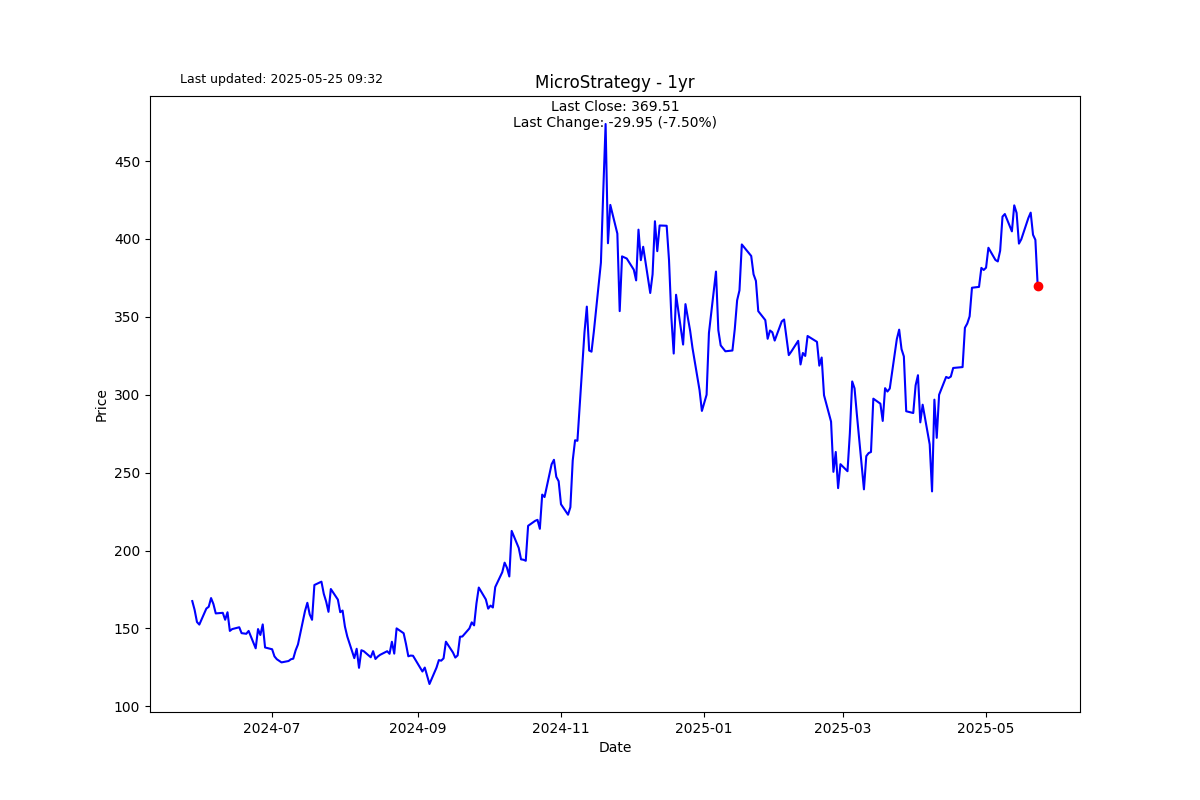 Last updated: 2025-05-25 09:32
MicroStrategy - 1yr
Last Close: 369.51
Last Change: -29.95 (-7.50%)
450
400
350
300
250
200
150
100
Price
2024-07 2024-09 2024-11 2025-01 2025-03 2025-05
Date